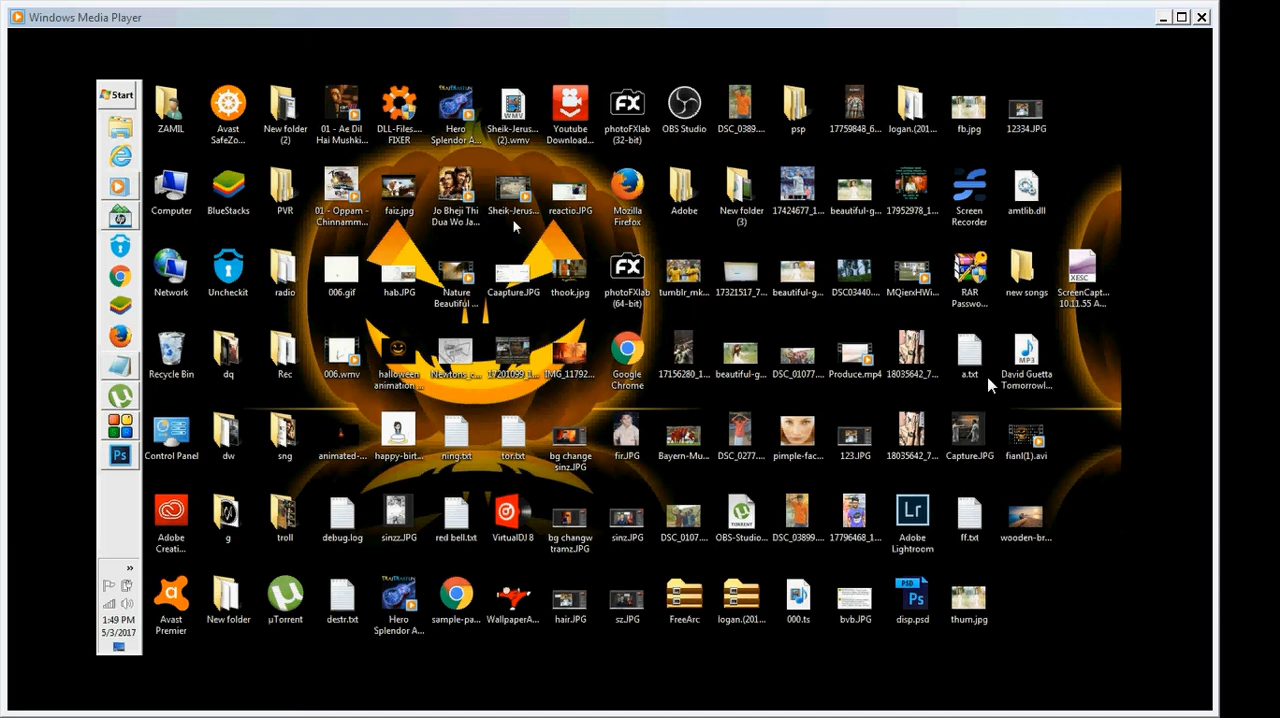 Windows Media Player
Start
ZAMIL
Avast SafeZo...
New folder (2)
01 - Ae Dil Hai Mushki...
DLL-Files.... FIXER
Hero Splendor A...
Sheik-Jerus... (2).wmv
Youtube Download...
photoFXlab (32-bit)
OBS Studio
DSC_0389....
psp
17759848_6...
logan.(201...
fb.jpg
12334.JPG
Computer
BlueStacks
PVR
01 - Oppam - Chinnamm...
faiz.jpg
Jo Bheji Thi Dua Wo Ja...
Sheik-Jerus...
reactio.JPG
Mozilla Firefox
Adobe
New folder (3)
17424677_1...
beautiful-g...
17952978_1...
Screen Recorder
amtlib.dll
Network
Uncheckit
radio
006.gif
hab.JPG
Nature Beautiful ...
Caapture.JPG
thook.jpg
photoFXlab (64-bit)
tumblr_mk...
17321517_7...
beautiful-g...
DSC03440....
MQienxHWi...
RAR Passwo...
new songs
XESC
ScreenCapt... 10.11.55 A...
Recycle Bin
dq
Rec
006.wmv
halloween animation ...
Newtons_c...
17201099_1...
IMG_11792...
Google Chrome
17156280_1...
beautiful-g...
DSC_01077....
Produce.mp4
18035642_7...
a.txt
MP3
David Guetta Tomorrowl...
Control Panel
dw
sng
animated-...
happy-birt...
ning.txt
tor.txt
bg change sinz.JPG
fir.JPG
Bayern-Mu...
DSC_0277....
pimple-fac...
123.JPG
18035642_7...
Capture.JPG
fianl(1).avi
Adobe Creati...
g
troll
debug.log
sinzz.JPG
red bell.txt
VirtualDJ 8
bg changw tramz.JPG
sinz.JPG
DSC_0107....
OBS-Studio...
DSC_03899....
17796468_1...
Lr
Adobe Lightroom
ff.txt
wooden-br...
Avast Premier
New folder
µTorrent
destr.txt
Hero Splendor A...
sample-pa...
WallpaperA...
hair.JPG
sz.JPG
FreeArc
logan.(201...
000.ts
bvb.JPG
PSD
Ps
disp.psd
thum.jpg
1:49 PM
5/3/2017